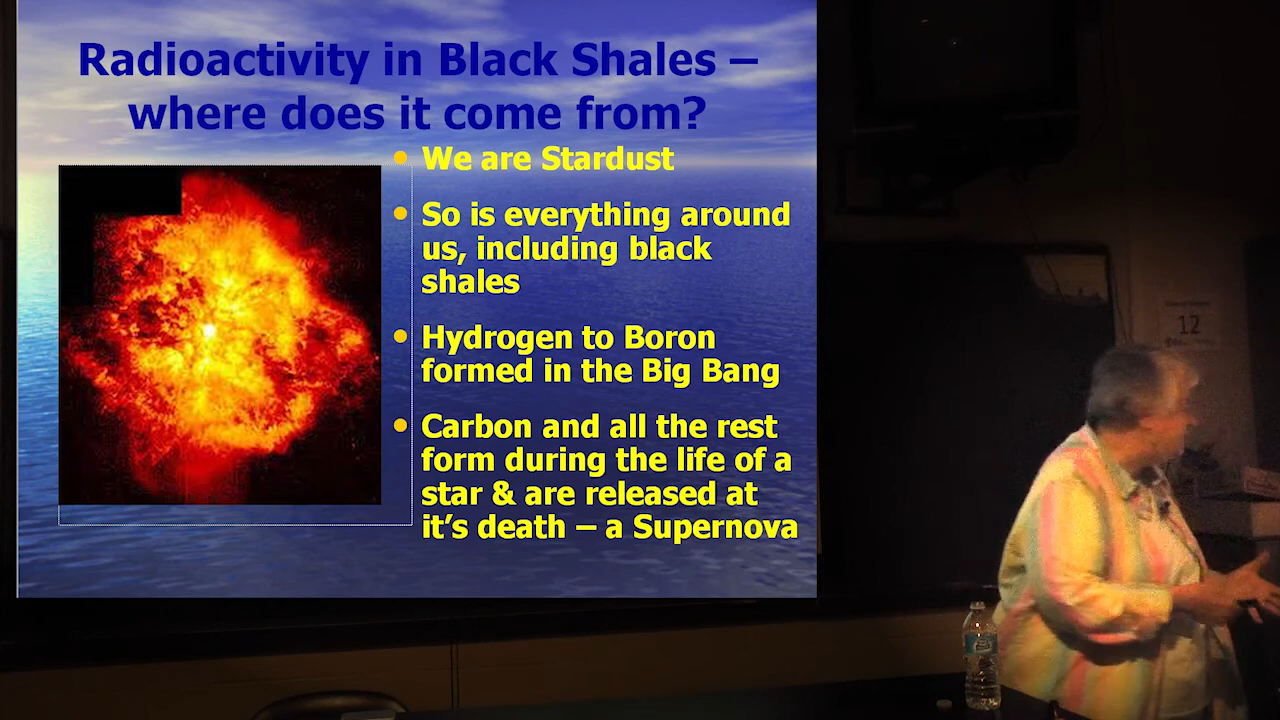 Radioactivity in Black Shales –
where does it come from?
• We are Stardust
• So is everything around
us, including black
shales
• Hydrogen to Boron
formed in the Big Bang
• Carbon and all the rest
form during the life of a
star & are released at
it's death – a Supernova
12